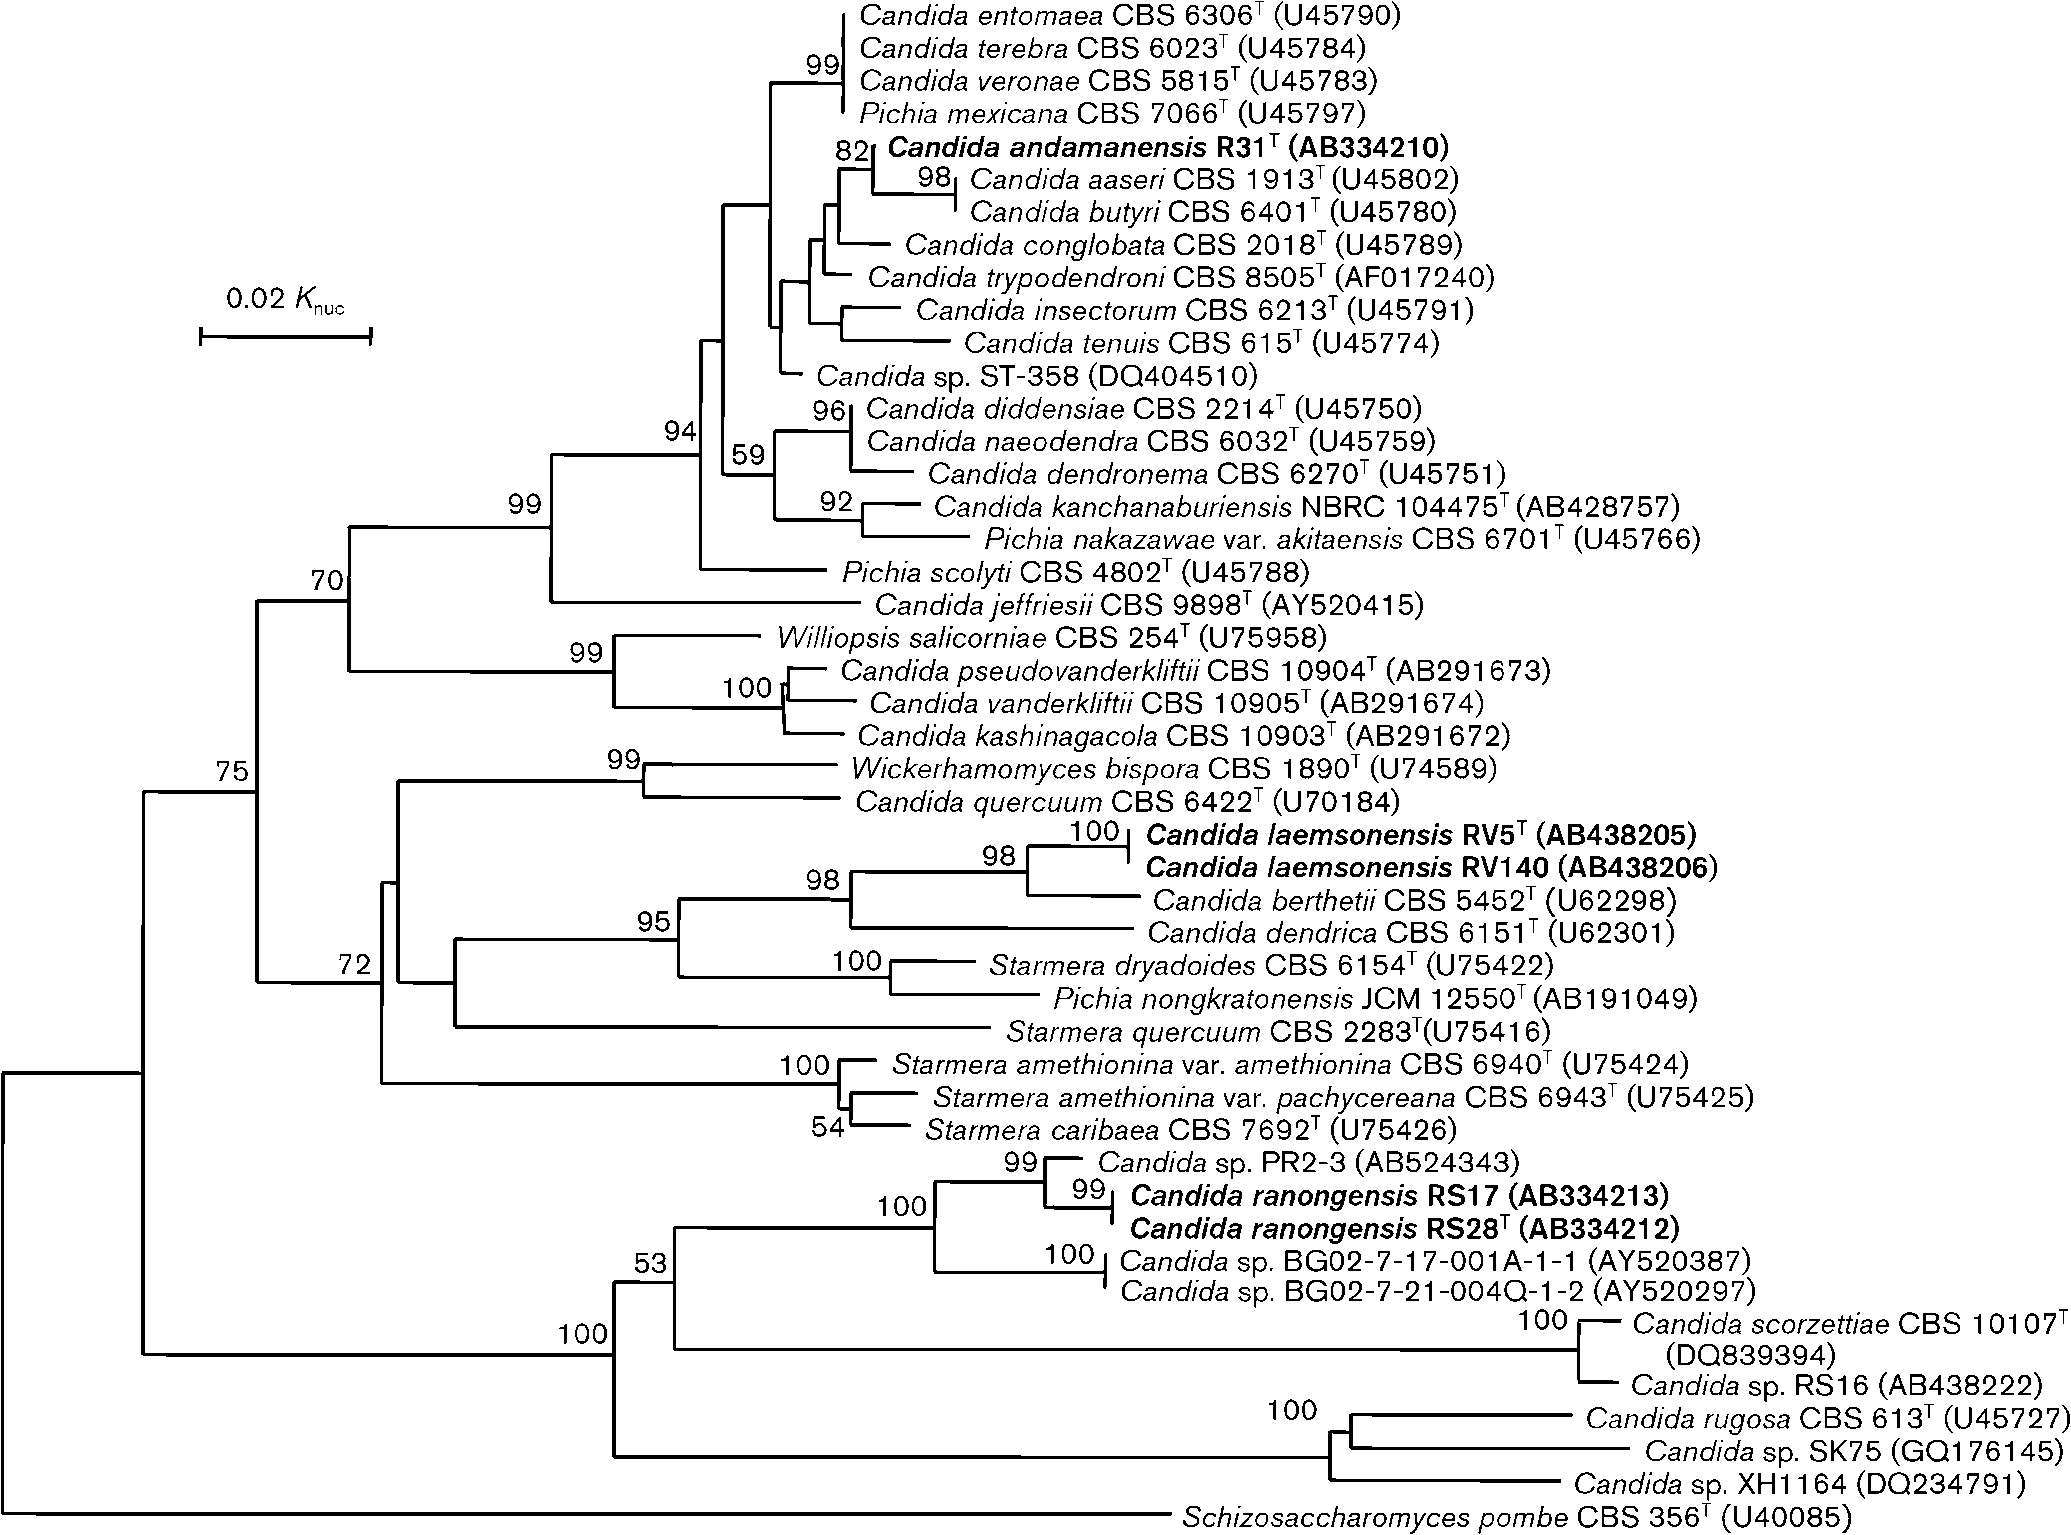 Candida entomaea CBS 6306ᵀ (U45790)
Candida terebra CBS 6023ᵀ (U45784)
99
Candida veronae CBS 5815ᵀ (U45783)
Pichia mexicana CBS 7066ᵀ (U45797)
82
Candida andamanensis R31ᵀ (AB334210)
98
Candida aaseri CBS 1913ᵀ (U45802)
Candida butyri CBS 6401ᵀ (U45780)
Candida conglobata CBS 2018ᵀ (U45789)
Candida trypodendroni CBS 8505ᵀ (AF017240)
0.02 Knuc
Candida insectorum CBS 6213ᵀ (U45791)
Candida tenuis CBS 615ᵀ (U45774)
Candida sp. ST-358 (DQ404510)
96
Candida diddensiae CBS 2214ᵀ (U45750)
94
Candida naeodendra CBS 6032ᵀ (U45759)
59
Candida dendronema CBS 6270ᵀ (U45751)
99
92
Candida kanchanaburiensis NBRC 104475ᵀ (AB428757)
Pichia nakazawae var. akitaensis CBS 6701ᵀ (U45766)
70
Pichia scolyti CBS 4802ᵀ (U45788)
Candida jeffriesii CBS 9898ᵀ (AY520415)
Williopsis salicorniae CBS 254ᵀ (U75958)
99
Candida pseudovanderkliftii CBS 10904ᵀ (AB291673)
100
Candida vanderkliftii CBS 10905ᵀ (AB291674)
Candida kashinagacola CBS 10903ᵀ (AB291672)
75
99
Wickerhamomyces bispora CBS 1890ᵀ (U74589)
Candida quercuum CBS 6422ᵀ (U70184)
100
Candida laemsonensis RV5ᵀ (AB438205)
98
Candida laemsonensis RV140 (AB438206)
98
Candida berthetii CBS 5452ᵀ (U62298)
95
Candida dendrica CBS 6151ᵀ (U62301)
72
100
Starmera dryadoides CBS 6154ᵀ (U75422)
Pichia nongkratonensis JCM 12550ᵀ (AB191049)
Starmera quercuum CBS 2283ᵀ(U75416)
100
Starmera amethionina var. amethionina CBS 6940ᵀ (U75424)
Starmera amethionina var. pachycereana CBS 6943ᵀ (U75425)
54
Starmera caribaea CBS 7692ᵀ (U75426)
99
Candida sp. PR2-3 (AB524343)
99
Candida ranongensis RS17 (AB334213)
100
Candida ranongensis RS28ᵀ (AB334212)
53
100
Candida sp. BG02-7-17-001A-1-1 (AY520387)
Candida sp. BG02-7-21-004Q-1-2 (AY520297)
100
100
Candida scorzettiae CBS 10107ᵀ
(DQ839394)
Candida sp. RS16 (AB438222)
100
Candida rugosa CBS 613ᵀ (U45727)
Candida sp. SK75 (GQ176145)
Candida sp. XH1164 (DQ234791)
Schizosaccharomyces pombe CBS 356ᵀ (U40085)